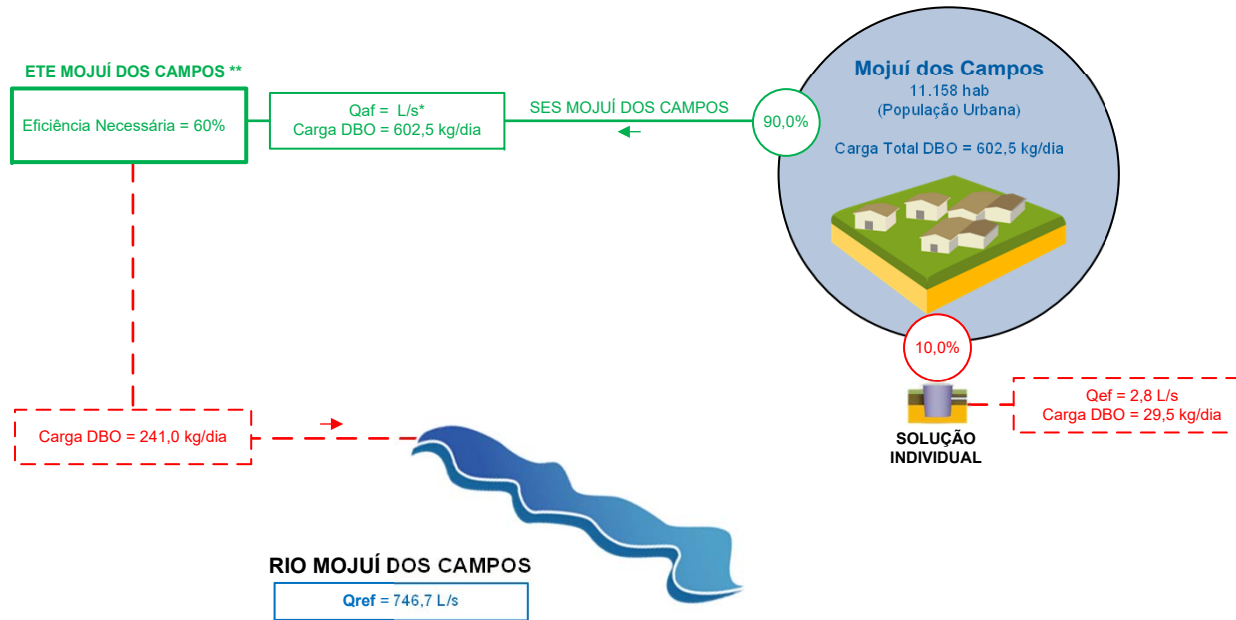 ETE MOJUÍ DOS CAMPOS **
Eficiência Necessária = 60%
Qaf = L/s*
Carga DBO = 602,5 kg/dia
SES MOJUÍ DOS CAMPOS
90,0%
Mojuí dos Campos
11.158 hab
(População Urbana)
Carga Total DBO = 602,5 kg/dia
10,0%
SOLUÇÃO
INDIVIDUAL
Qef = 2,8 L/s
Carga DBO = 29,5 kg/dia
Carga DBO = 241,0 kg/dia
RIO MOJUÍ DOS CAMPOS
Qref = 746,7 L/s